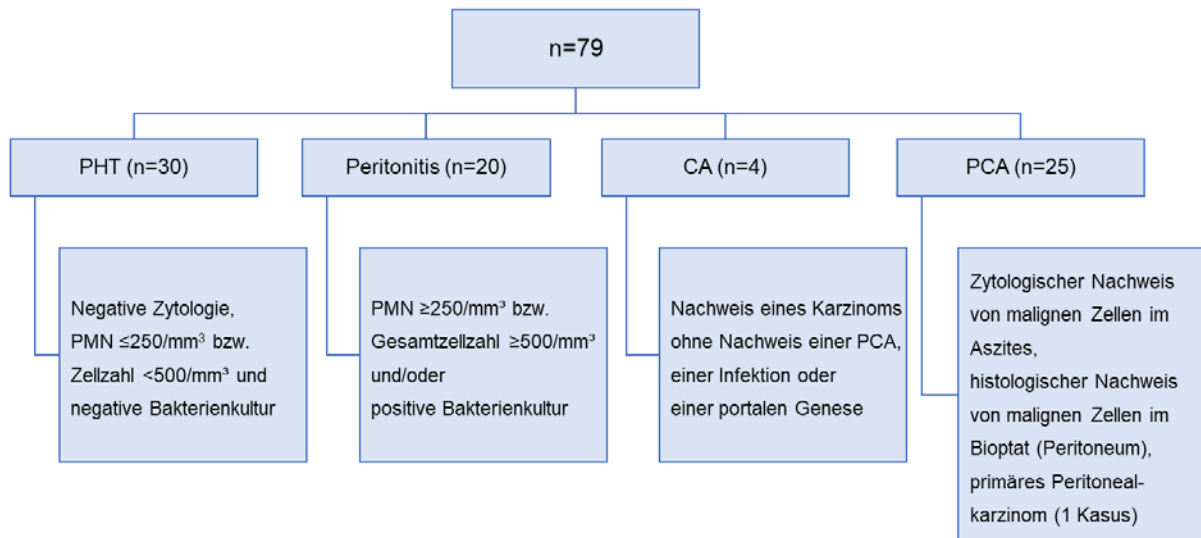 n=79
PHT (n=30)
Peritonitis (n=20)
CA (n=4)
PCA (n=25)
Negative Zytologie,
PMN ≤250/mm³ bzw.
Zellzahl <500/mm³ und
negative Bakterienkultur
PMN ≥250/mm³ bzw.
Gesamtzellzahl ≥500/mm³
und/oder
positive Bakterienkultur
Nachweis eines Karzinoms
ohne Nachweis einer PCA,
einer Infektion oder
einer portalen Genese
Zytologischer Nachweis
von malignen Zellen im
Aszites,
histologischer Nachweis
von malignen Zellen im
Bioptat (Peritoneum),
primäres Peritoneal-
karzinom (1 Kasus)